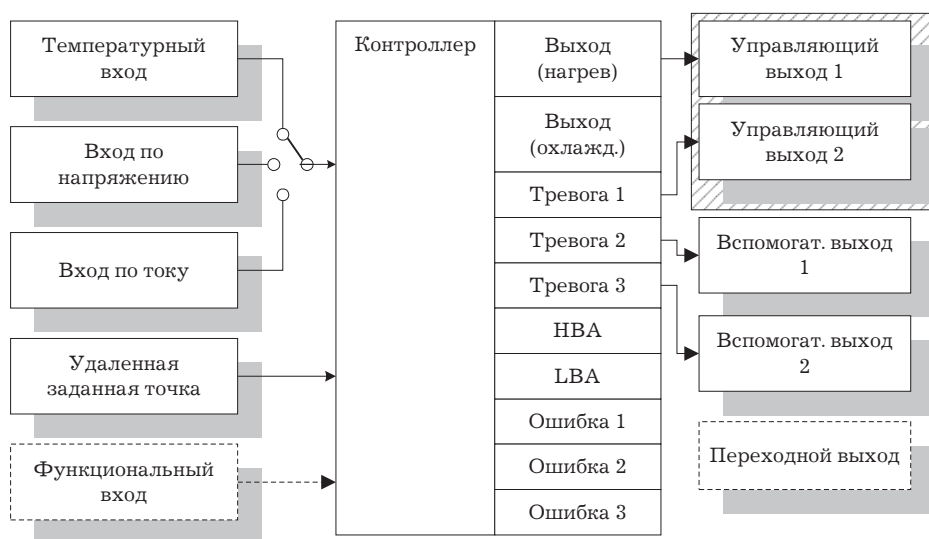 Температурный
вход
Вход по
напряжению
Вход по току
Удаленная
заданная точка
Функциональный
вход
Контроллер
Выход
(нагрев)
Выход
(охлажд.)
Тревога 1
Тревога 2
Тревога 3
НВА
LBA
Ошибка 1
Ошибка 2
Ошибка 3
Управляющий
выход 1
Управляющий
выход 2
Вспомогат. выход
1
Вспомогат. выход
2
Переходной выход